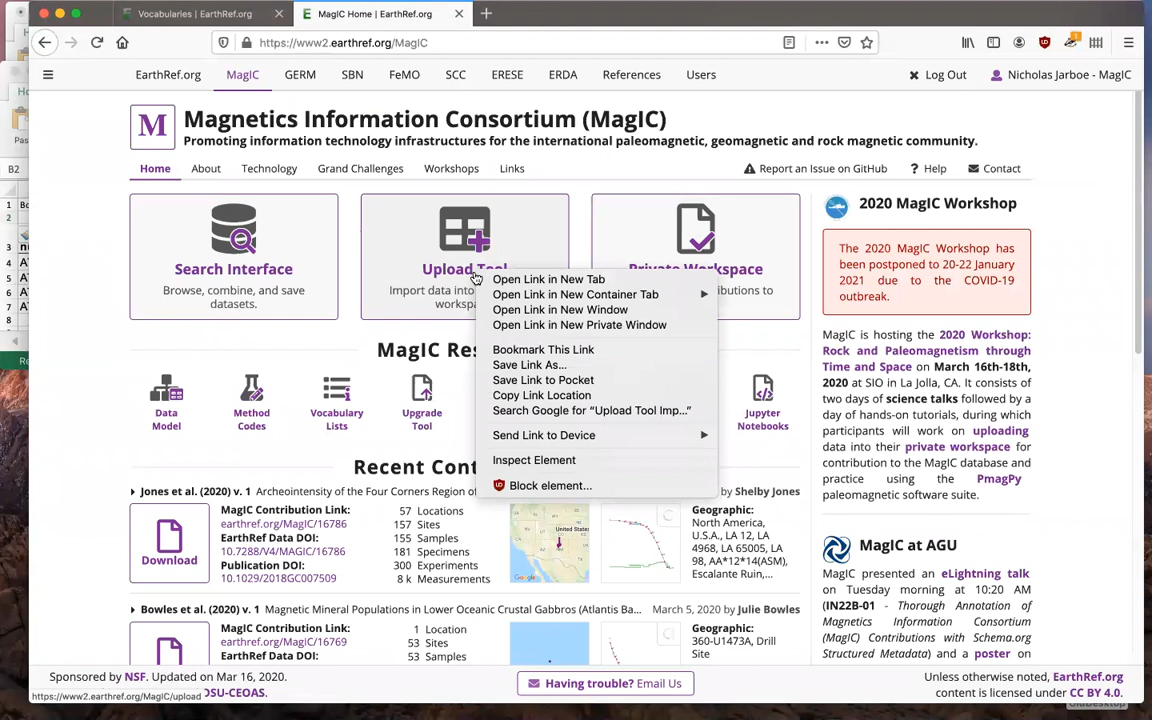 Vocabularies | EarthRef.org
MagIC Home | EarthRef.org
https://www2.earthref.org/MagIC
EarthRef.org MagIC GERM SBN FeMO SCC ERESE ERDA References Users Log Out Nicholas Jarboe - MagIC
M
Magnetics Information Consortium (MagIC)
Promoting information technology infrastructures for the international paleomagnetic, geomagnetic and rock magnetic community.
Home About Technology Grand Challenges Workshops Links Report an Issue on GitHub ? Help Contact
Search Interface
Browse, combine, and save
datasets.
Upload Tool
Import data into
Private Workspace
Open Link in New Tab
Open Link in New Container Tab
Open Link in New Window
Open Link in New Private Window
Bookmark This Link
Save Link As...
Save Link to Pocket
Copy Link Location
Search Google for “Upload Tool Imp...”
Send Link to Device
Inspect Element
Block element...
MagIC Res
Data
Model
Method
Codes
Vocabulary
Lists
Upgrade
Tool
Jupyter
Notebooks
Recent Cont
Jones et al. (2020) v. 1 Archeointensity of the Four Corners Region of
by Shelby Jones
Download
MagIC Contribution Link:
earthref.org/MagIC/16786
EarthRef Data DOI:
10.7288/V4/MAGIC/16786
Publication DOI:
10.1029/2018GC007509
57 Locations
157 Sites
155 Samples
181 Specimens
300 Experiments
8 k Measurements
United States
Google
Geographic:
North America,
U.S.A., LA 12, LA
4968, LA 65005, LA
98, AA*12*14(ASM),
Escalante Ruin,...
Bowles et al. (2020) v. 1 Magnetic Mineral Populations in Lower Oceanic Crustal Gabbros (Atlantis Ba... March 5, 2020 by Julie Bowles
MagIC Contribution Link:
earthref.org/MagIC/16769
EarthRef Data DOI:
1 Location
53 Sites
53 Samples
Geographic:
360-U1473A, Drill
Site
2020 MagIC Workshop
The 2020 MagIC Workshop has
been postponed to 20-22 January
2021 due to the COVID-19
outbreak.
MagIC is hosting the 2020 Workshop:
Rock and Paleomagnetism through
Time and Space on March 16th-18th,
2020 at SIO in La Jolla, CA. It consists of
two days of science talks followed by a
day of hands-on tutorials, during which
participants will work on uploading
data into their private workspace for
contribution to the MagIC database and
practice using the PmagPy
paleomagnetic software suite.
MagIC at AGU
MagIC presented an eLightning talk
on Tuesday morning at 10:20 AM
(IN22B-01 - Thorough Annotation of
Magnetics Information Consortium
(MagIC) Contributions with Schema.org
Structured Metadata) and a poster on
Sponsored by NSF. Updated on Mar 16, 2020.
https://www2.earthref.org/MagIC/upload
OSU-CEOAS.
Having trouble? Email Us
Unless otherwise noted, EarthRef.org
content is licensed under CC BY 4.0.